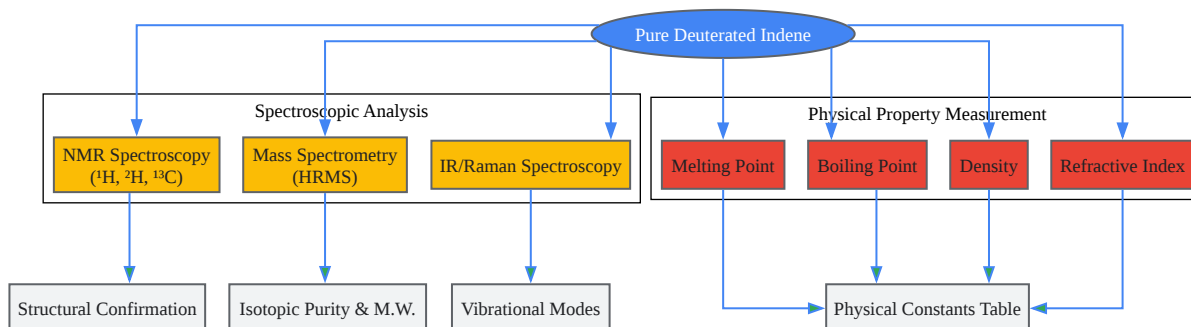 Pure Deuterated Indene
Spectroscopic Analysis
Physical Property Measurement
NMR Spectroscopy
(¹H, ²H, ¹³C)
Mass Spectrometry
(HRMS)
IR/Raman Spectroscopy
Melting Point
Boiling Point
Density
Refractive Index
Structural Confirmation
Isotopic Purity & M.W.
Vibrational Modes
Physical Constants Table